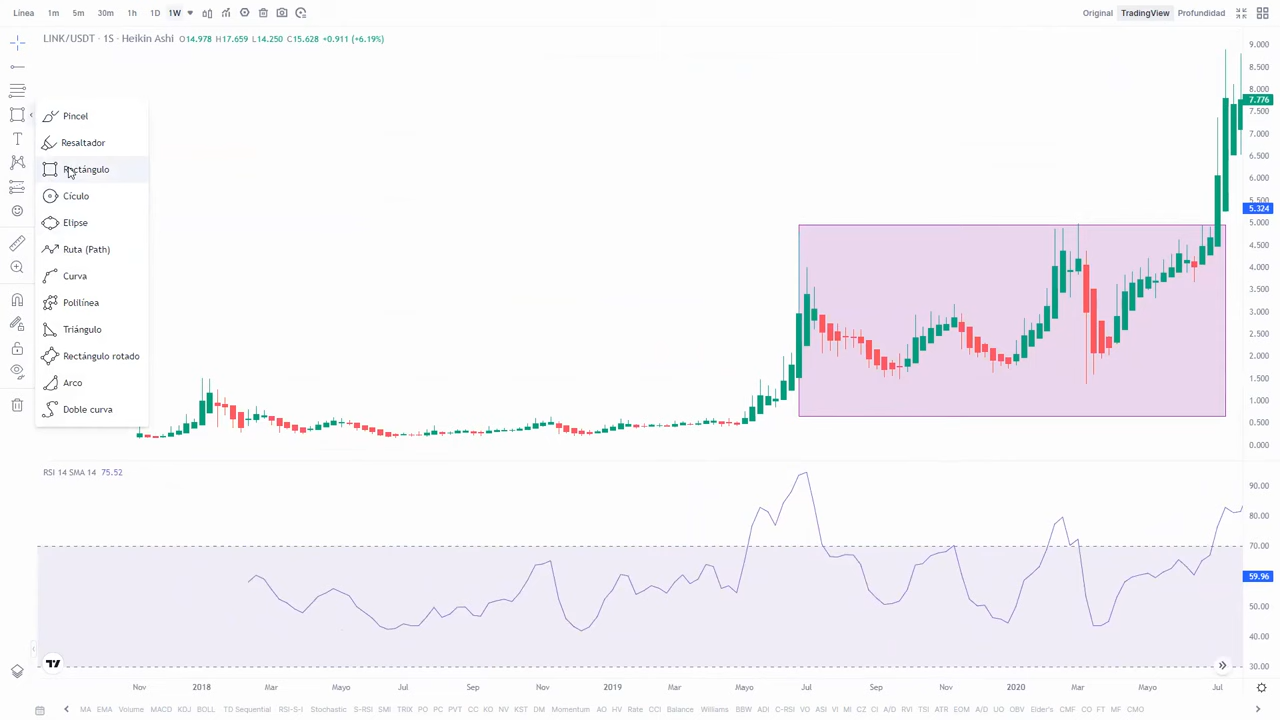 Línea 1m 5m 30m 1h 1D 1W Original TradingView Profundidad
LINK/USDT · 1S · Heikin Ashi O14.978 H17.659 L14.250 C15.628 +0.911 (+6.19%)
Pincel
Resaltador
Rectángulo
Cículo
Elipse
Ruta (Path)
Curva
Polilínea
Triángulo
Rectángulo rotado
Arco
Doble curva
9.000
8.500
8.000
7.776
7.500
7.000
6.500
6.000
5.500
5.324
5.000
4.500
4.000
3.500
3.000
2.500
2.000
1.500
1.000
0.500
0.000
RSI 14 SMA 14 75.52
90.00
80.00
70.00
59.96
50.00
40.00
30.00
Nov 2018 Mar Mayo Jul Sep Nov 2019 Mar Mayo Jul Sep Nov 2020 Mar Mayo Jul
MA EMA Volume MACD KDJ BOLL TD Sequential RSI-S-I Stochastic S-RSI SMI TRIX PO PC PVT CC KO NV KST DM Momentum AO HV Rate CCI Balance Williams BBW ADI C-RSI VO ASI V MI CZ CI A/D RVI TSI ATR EOM A/D UO OBV Elder's CMF CO FT EF CH MO CMO